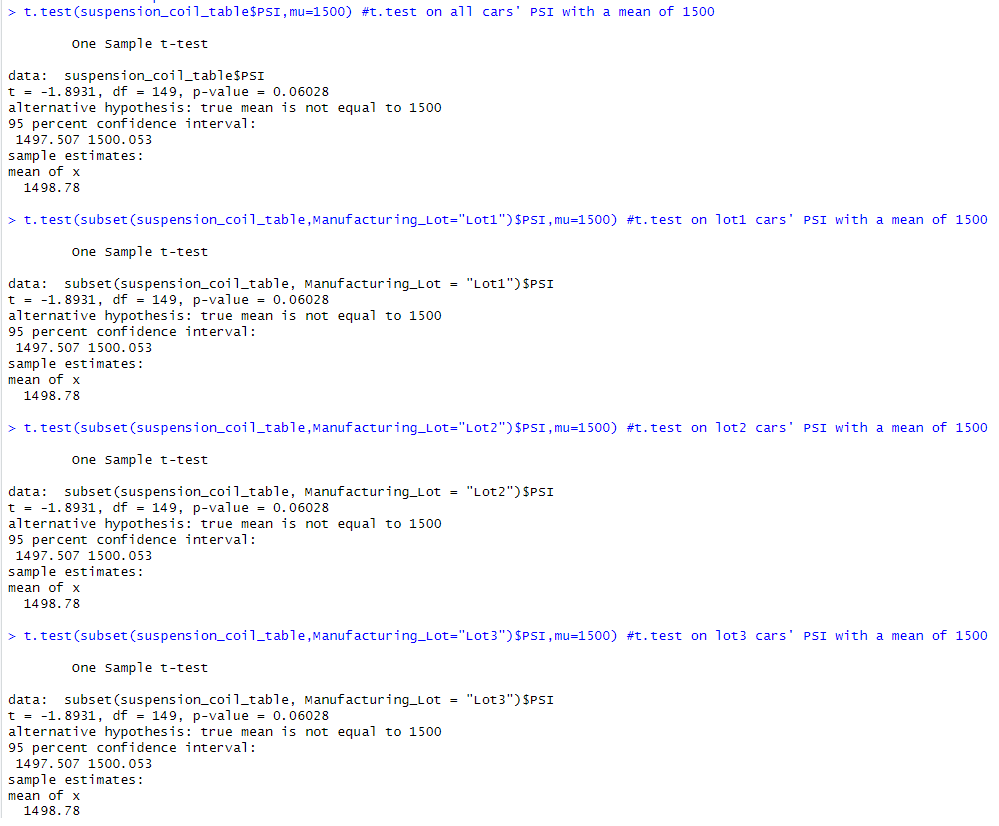 > t.test(suspension_coil_table$PSI,mu=1500) #t.test on all cars' PSI with a mean of 1500
One Sample t-test
data:  suspension_coil_table$PSI
t = -1.8931, df = 149, p-value = 0.06028
alternative hypothesis: true mean is not equal to 1500
95 percent confidence interval:
1497.507 1500.053
sample estimates:
mean of x
1498.78
> t.test(subset(suspension_coil_table,Manufacturing_Lot="Lot1")$PSI,mu=1500) #t.test on lot1 cars' PSI with a mean of 1500
One Sample t-test
data:  subset(suspension_coil_table, Manufacturing_Lot = "Lot1")$PSI
t = -1.8931, df = 149, p-value = 0.06028
alternative hypothesis: true mean is not equal to 1500
95 percent confidence interval:
1497.507 1500.053
sample estimates:
mean of x
1498.78
> t.test(subset(suspension_coil_table,Manufacturing_Lot="Lot2")$PSI,mu=1500) #t.test on lot2 cars' PSI with a mean of 1500
One Sample t-test
data:  subset(suspension_coil_table, Manufacturing_Lot = "Lot2")$PSI
t = -1.8931, df = 149, p-value = 0.06028
alternative hypothesis: true mean is not equal to 1500
95 percent confidence interval:
1497.507 1500.053
sample estimates:
mean of x
1498.78
> t.test(subset(suspension_coil_table,Manufacturing_Lot="Lot3")$PSI,mu=1500) #t.test on lot3 cars' PSI with a mean of 1500
One Sample t-test
data:  subset(suspension_coil_table, Manufacturing_Lot = "Lot3")$PSI
t = -1.8931, df = 149, p-value = 0.06028
alternative hypothesis: true mean is not equal to 1500
95 percent confidence interval:
1497.507 1500.053
sample estimates:
mean of x
1498.78